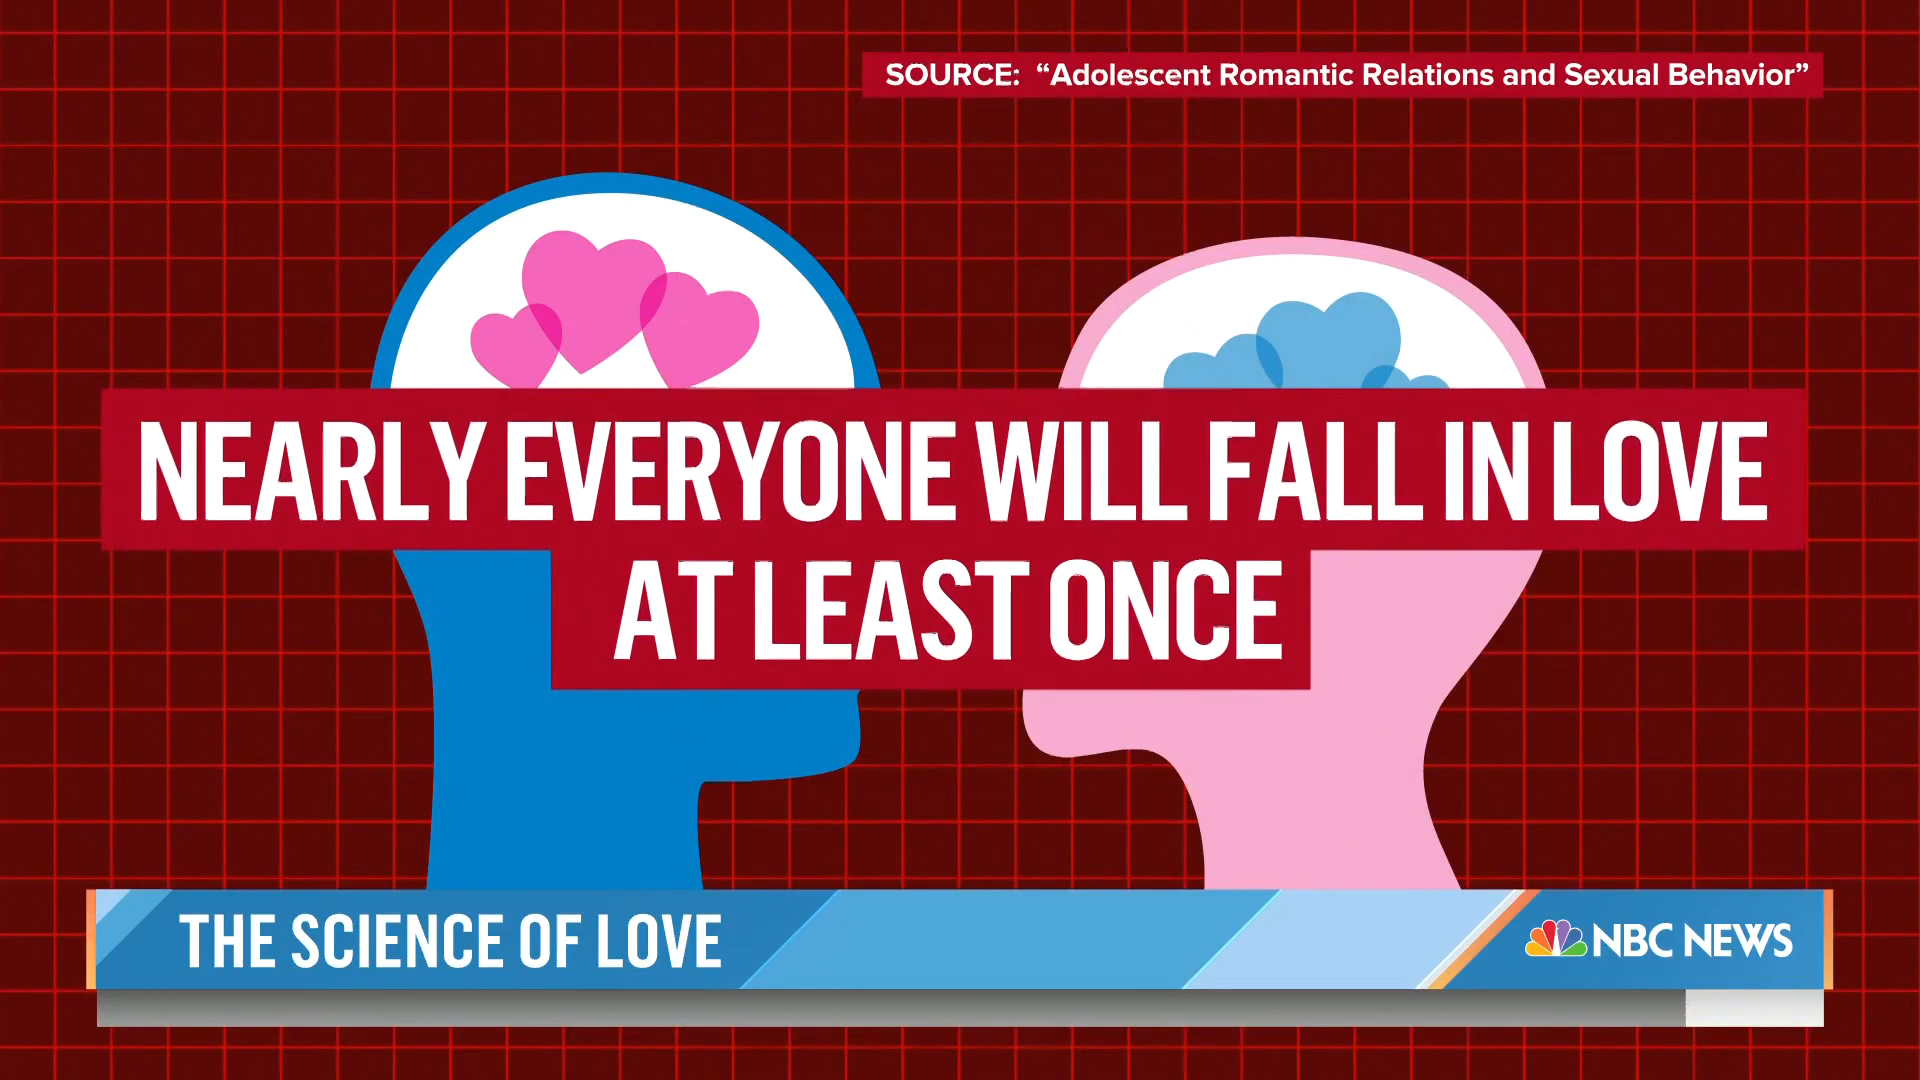 SOURCE: “Adolescent Romantic Relations and Sexual Behavior”
NEARLY EVERYONE WILL FALL IN LOVE
AT LEAST ONCE
THE SCIENCE OF LOVE
NBC NEWS